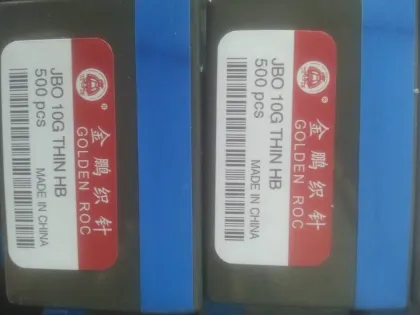 金鹏织针
GOLDEN ROC
JBO 10G THIN HB
500 pcs
MADE IN CHINA
金鹏织针
GOLDEN ROC
JBO 10G THIN HB
500 pcs
MADE IN CHINA